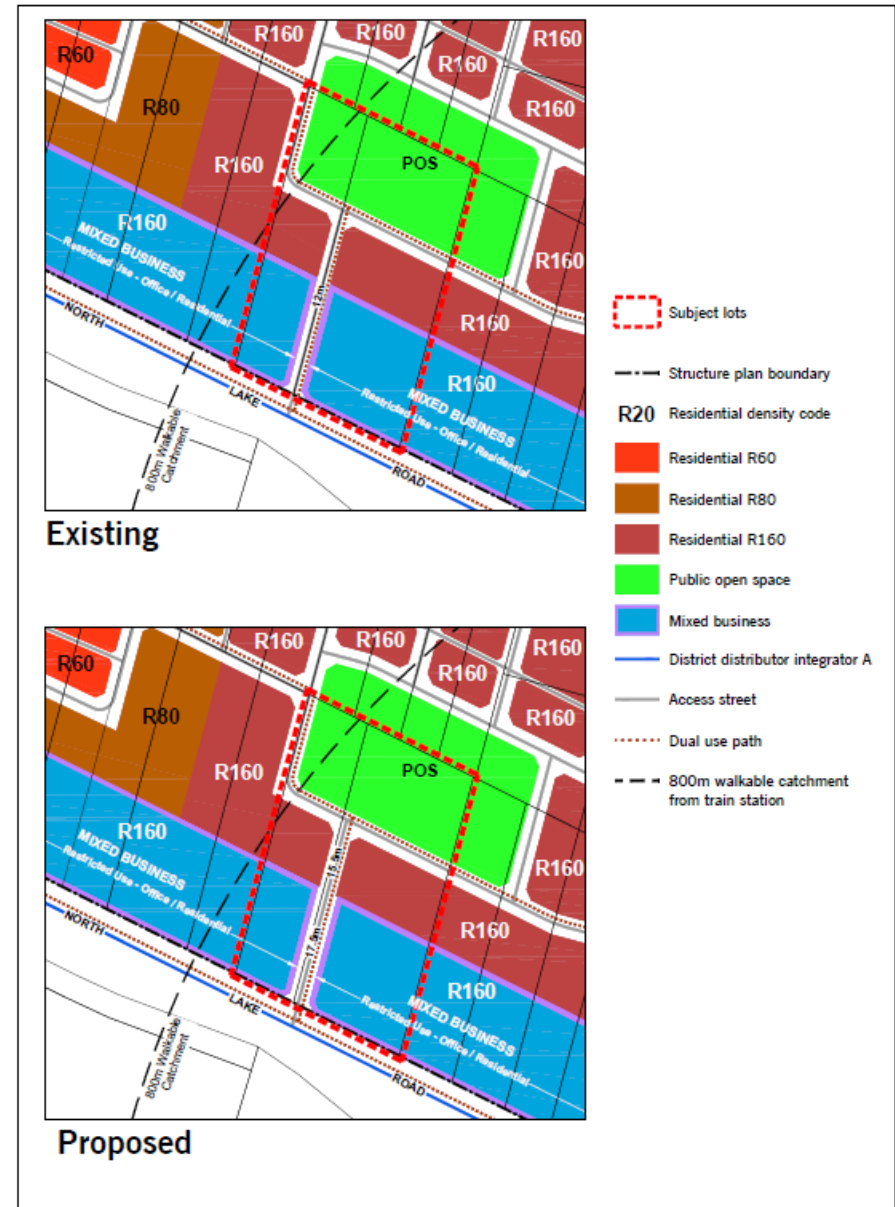 R160
R160
R160
R60
R160
R160
R80
POS
R160
R160
R160
MIXED BUSINESS
Restricted Use - Office / Residential
12m
R160
R160
MIXED BUSINESS
Restricted Use - Office / Residential
NORTH
LAKE
ROAD
800m Walkable
Catchment
Existing
Subject lots
Structure plan boundary
R20 Residential density code
Residential R60
Residential R80
Residential R160
Public open space
Mixed business
District distributor integrator A
Access street
Dual use path
800m walkable catchment
from train station
R160
R160
R160
R60
R160
R160
R80
POS
R160
R160
R160
MIXED BUSINESS
Restricted Use - Office / Residential
15.5m
17.5m
R160
R160
MIXED BUSINESS
Restricted Use - Office / Residential
NORTH
LAKE
ROAD
800m Walkable
Catchment
Proposed